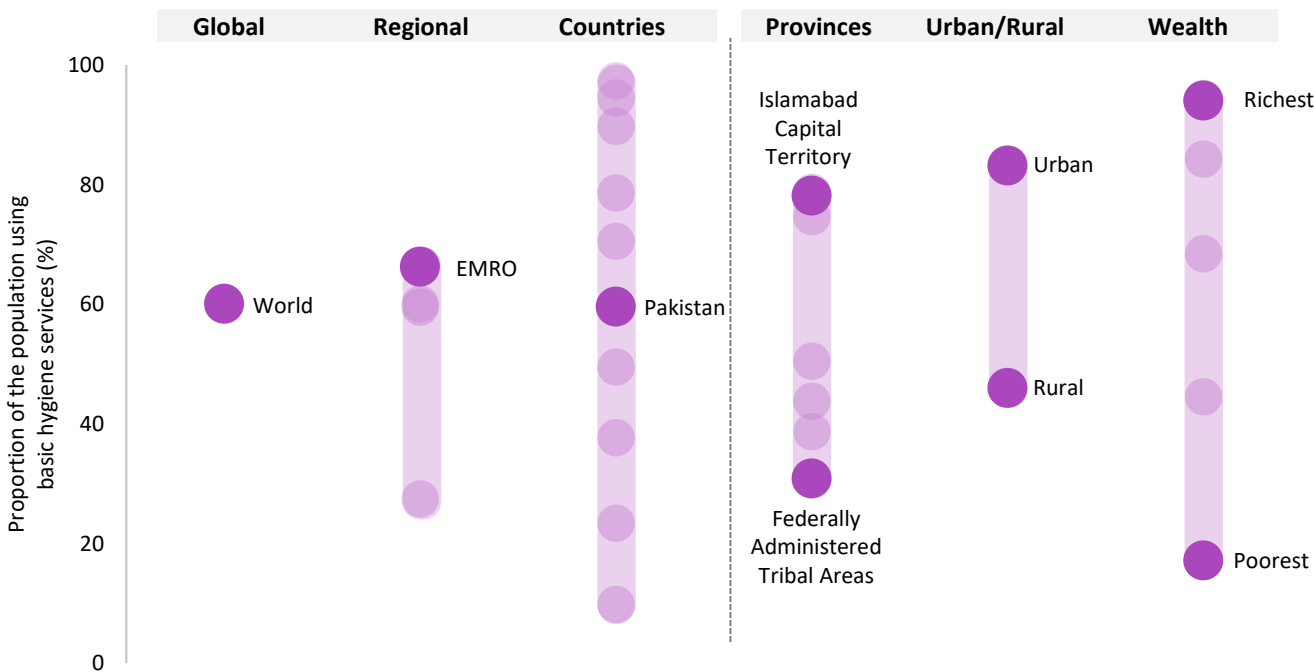 Global
Regional
Countries
Provinces
Urban/Rural
Wealth
Proportion of the population using
basic hygiene services (%)
100
80
60
40
20
0
World
EMRO
Pakistan
Islamabad
Capital
Territory
Federally
Administered
Tribal Areas
Urban
Rural
Richest
Poorest